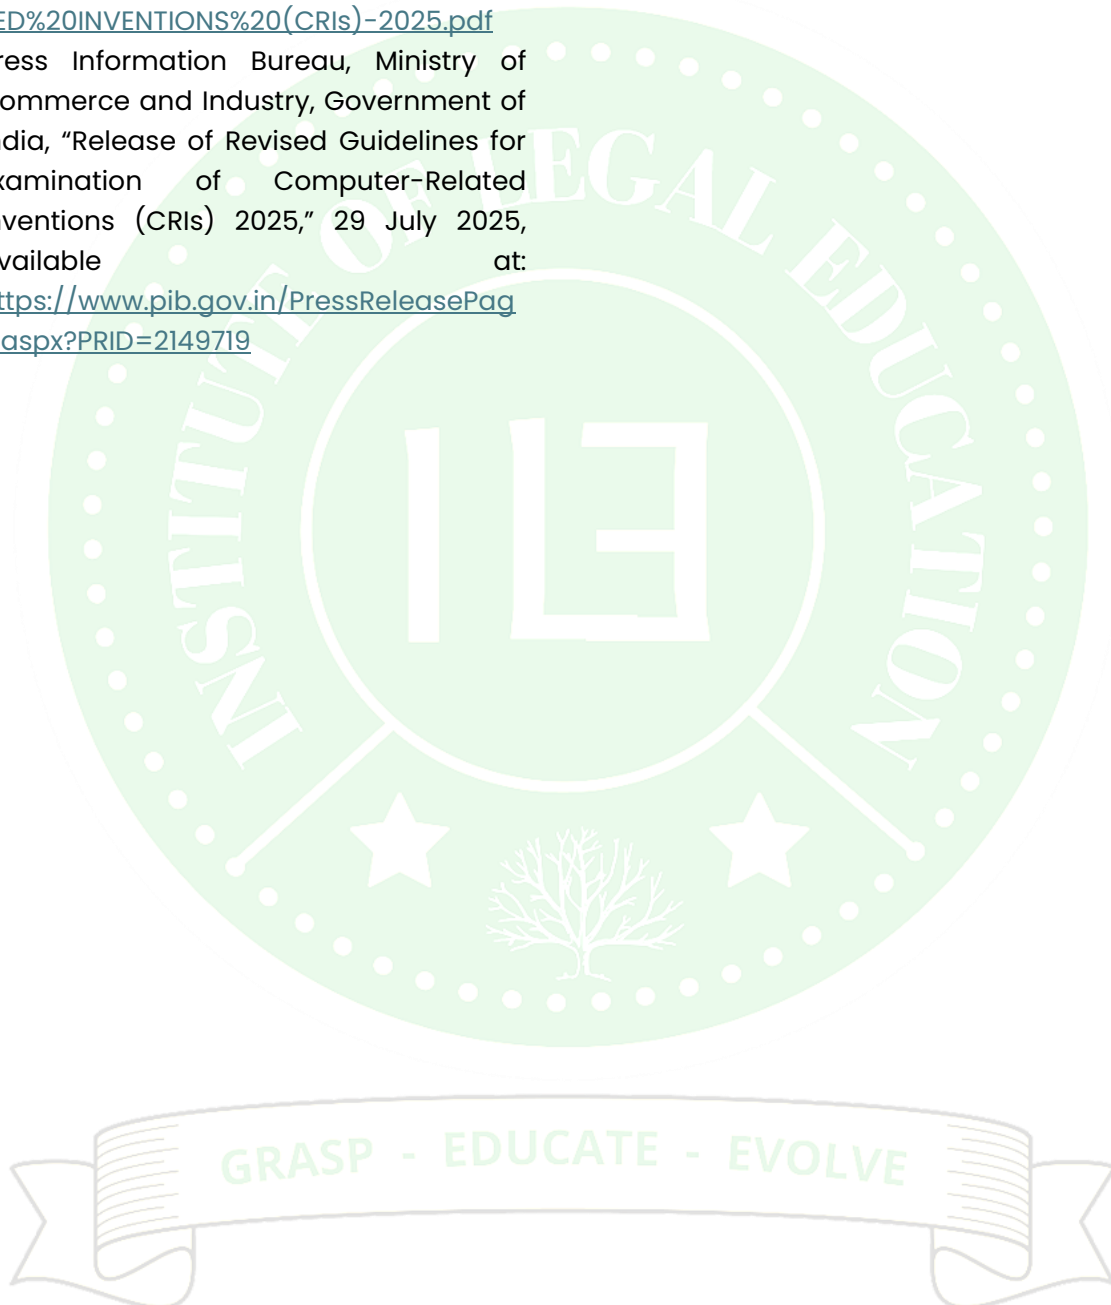 ED%20INVENTIONS%20(CRIs)-2025.pdf
ress Information Bureau, Ministry of
ommerce and Industry, Government of
dia, “Release of Revised Guidelines for
xamination of Computer-Related
ventions (CRIs) 2025,” 29 July 2025,
vailable at:
ttps://www.pib.gov.in/PressReleasePag
.aspx?PRID=2149719
INSTITUTE OF LEGAL EDUCATION
ILE
GRASP - EDUCATE - EVOLVE